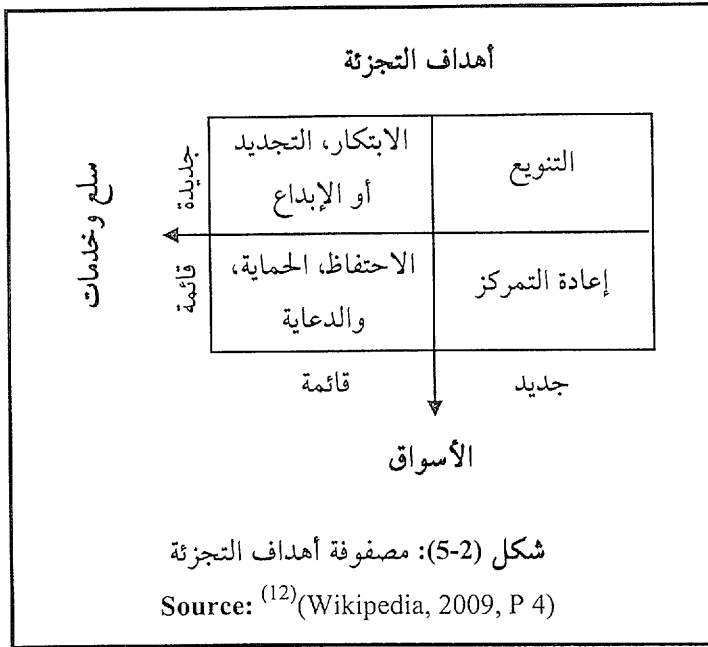 أهداف التجزئة
التنويع
الابتكار، التجديد
أو الإبداع
جديدة
سلع وخدمات
إعادة التمركز
الاحتفاظ، الحماية،
والدعاية
قائمة
جديد
قائمة
الأسواق
شكل (2-5): مصفوفة أهداف التجزئة
Source: (12)(Wikipedia, 2009, P 4)